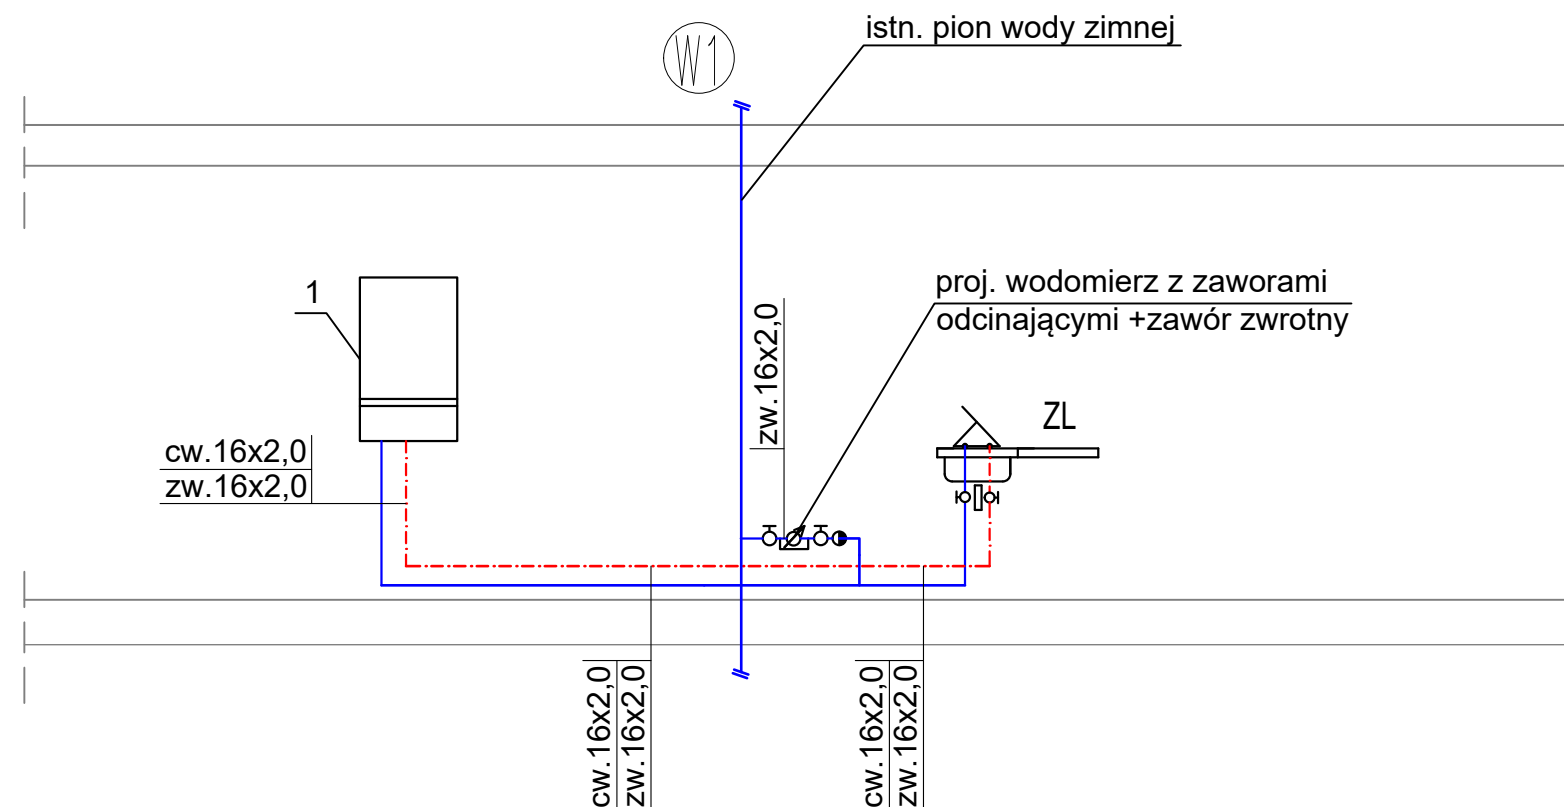 W1
istn. pion wody zimnej
1
proj. wodomierz z zaworami
odcinającymi +zawór zwrotny
zw.16x2,0
ZL
cw.16x2,0
zw.16x2,0
cw.16x2,0
zw.16x2,0
cw.16x2,0
zw.16x2,0